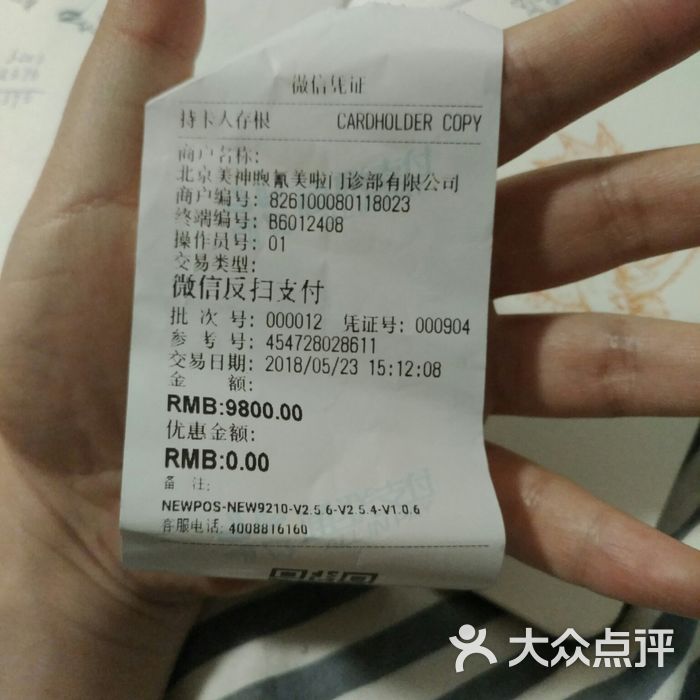 微信凭证
持卡人存根 CARDHOLDER COPY
商户名称:
北京美神煦氰美啦门诊部有限公司
商户编号: 826100080118023
终端编号: B6012408
操作员号: 01
交易类型:
微信反扫支付
批 次 号: 000012 凭证号: 000904
参 考 号: 454728028611
交易日期: 2018/05/23 15:12:08
金 额:
RMB:9800.00
优惠金额:
RMB:0.00
备 注:
NEWPOS-NEW9210-V2.5.6-V2.5.4-V1.0.6
客服电话: 4008816160
大众点评